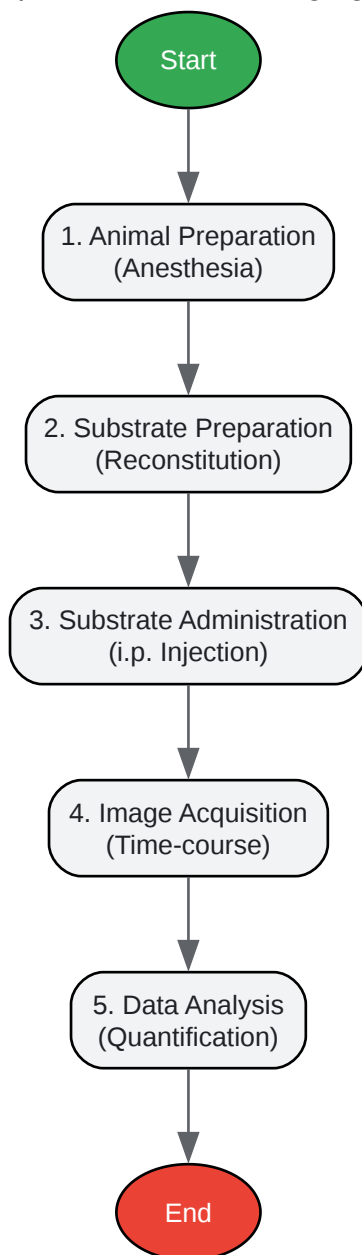 Start
1. Animal Preparation
(Anesthesia)
2. Substrate Preparation
(Reconstitution)
3. Substrate Administration
(i.p. Injection)
4. Image Acquisition
(Time-course)
5. Data Analysis
(Quantification)
End